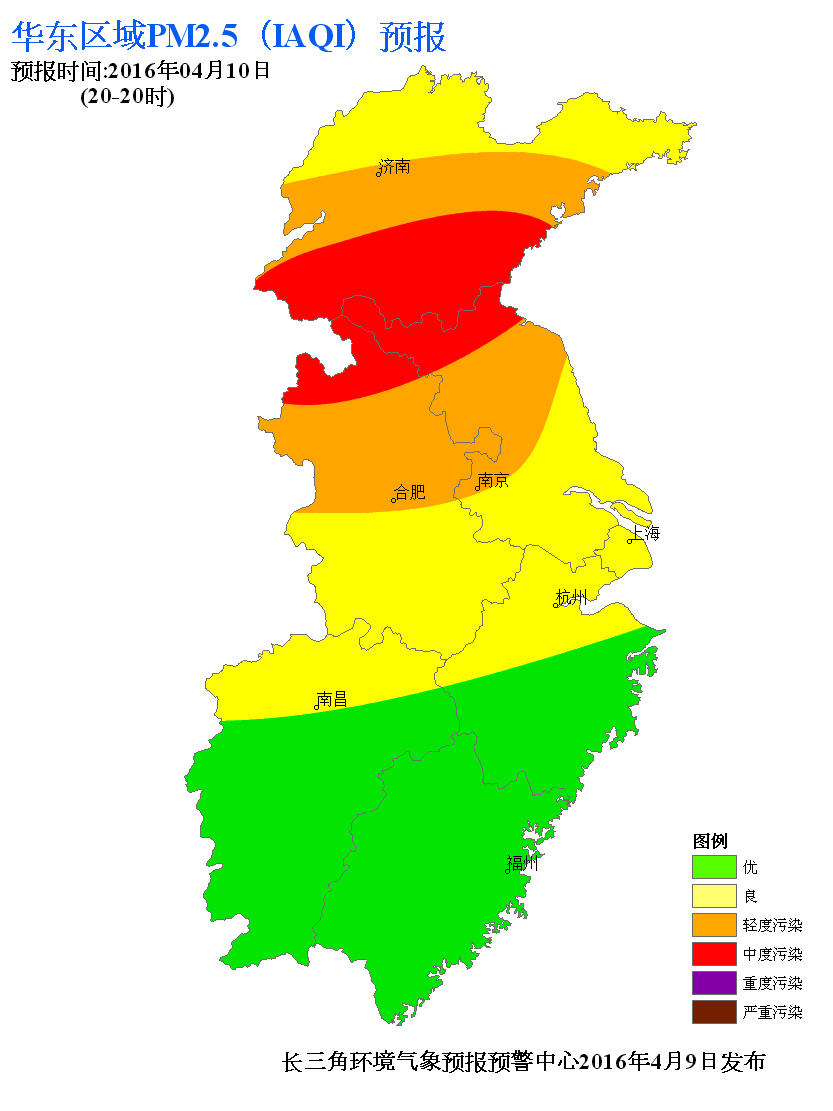 华东区域PM2.5（IAQI）预报
预报时间:2016年04月10日
(20-20时)
济南
南京
合肥
上海
杭州
南昌
福州
图例
优
良
轻度污染
中度污染
重度污染
严重污染
长三角环境气象预报预警中心2016年4月9日发布